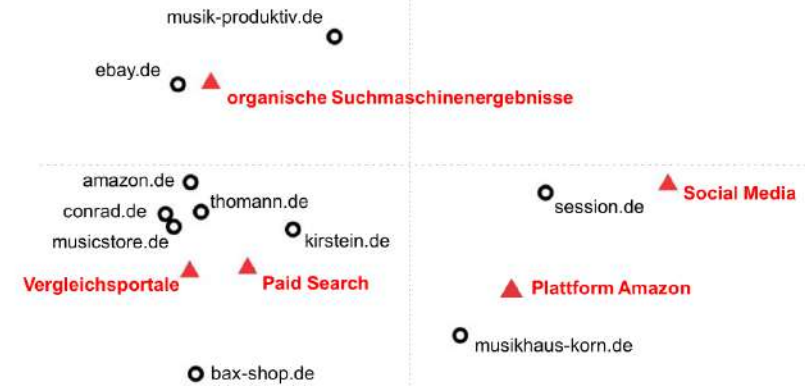 musik-produktiv.de
ebay.de
organische Suchmaschinenergebnisse
amazon.de
thomann.de
conrad.de
musicstore.de
kirstein.de
session.de
Social Media
Vergleichsportale
Paid Search
Plattform Amazon
musikhaus-korn.de
bax-shop.de